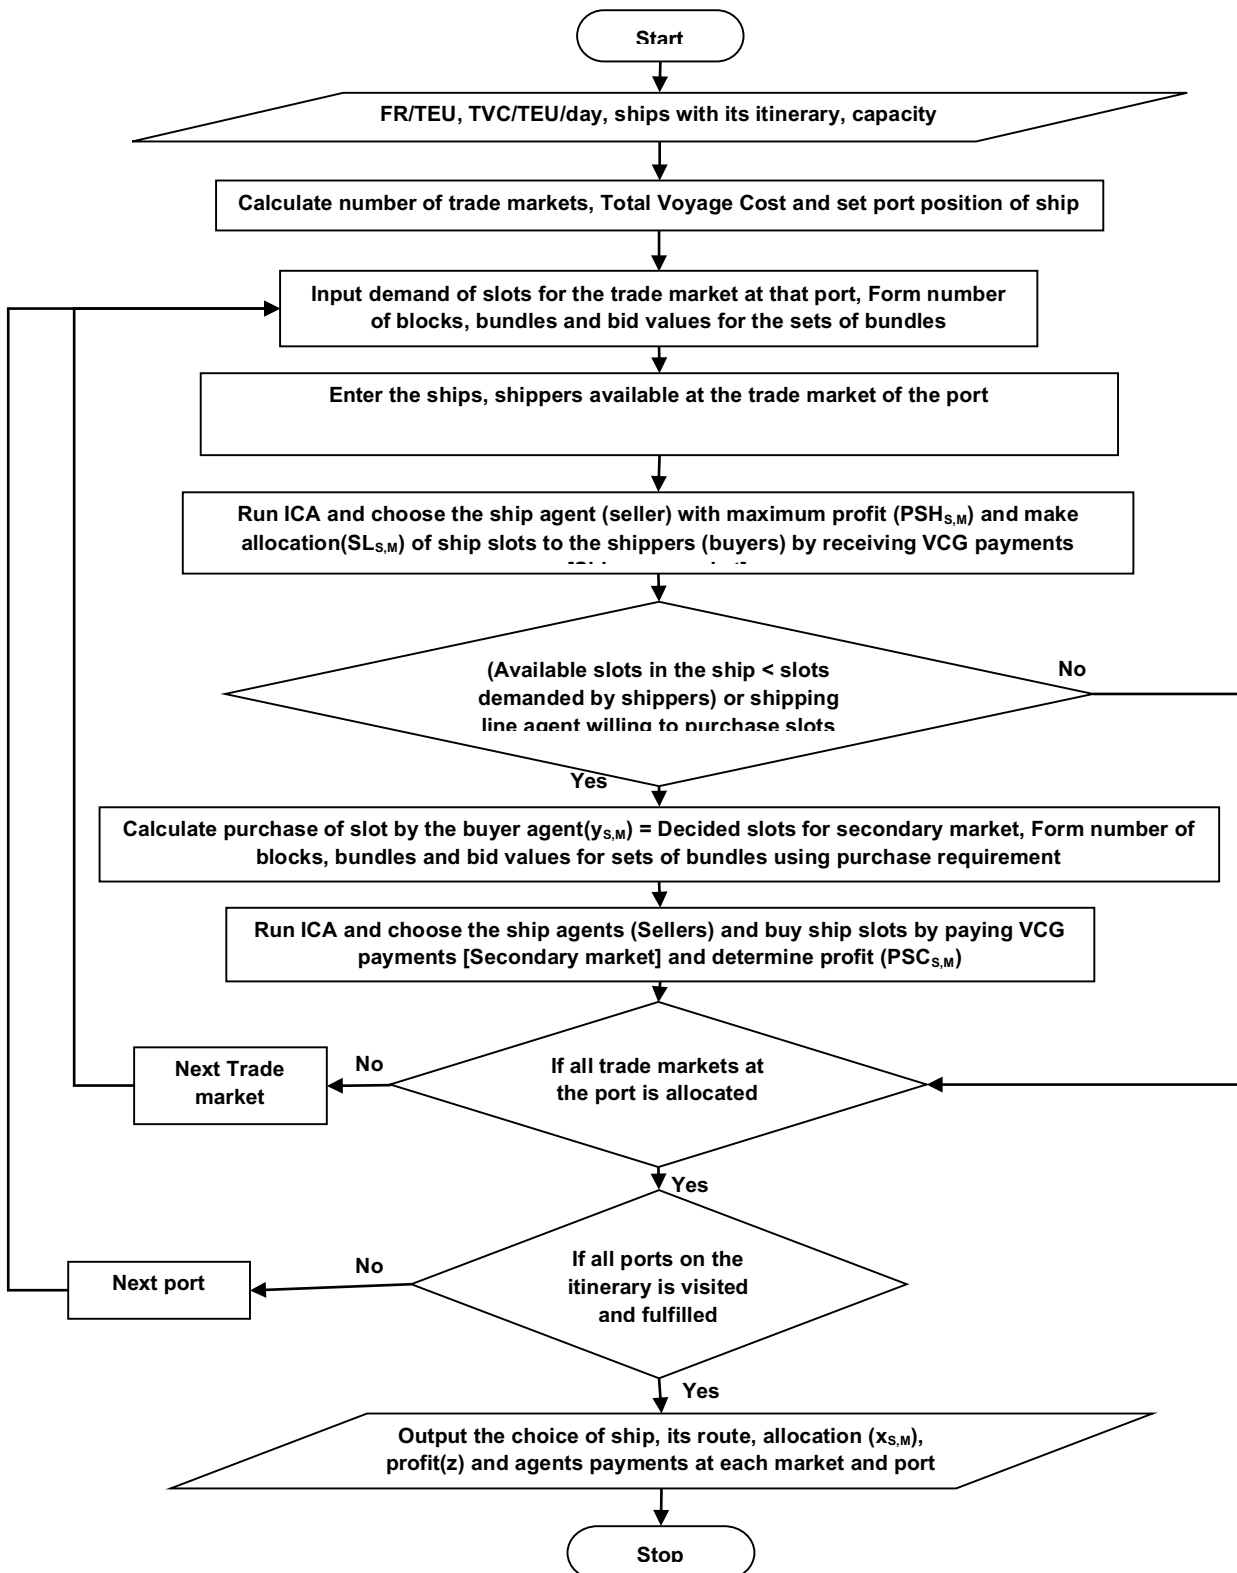 Start
FR/TEU, TVC/TEU/day, ships with its itinerary, capacity
Calculate number of trade markets, Total Voyage Cost and set port position of ship
Input demand of slots for the trade market at that port, Form number
of blocks, bundles and bid values for the sets of bundles
Enter the ships, shippers available at the trade market of the port
Run ICA and choose the ship agent (seller) with maximum profit (PSHS,M) and make
allocation(SLS,M) of ship slots to the shippers (buyers) by receiving VCG payments
(Available slots in the ship < slots
demanded by shippers) or shipping
line agent willing to purchase slots
No
Yes
Calculate purchase of slot by the buyer agent(yS,M) = Decided slots for secondary market, Form number of
blocks, bundles and bid values for sets of bundles using purchase requirement
Run ICA and choose the ship agents (Sellers) and buy ship slots by paying VCG
payments [Secondary market] and determine profit (PSCS,M)
If all trade markets at
the port is allocated
No
Next Trade
market
Yes
If all ports on the
itinerary is visited
and fulfilled
No
Next port
Yes
Output the choice of ship, its route, allocation (xS,M),
profit(z) and agents payments at each market and port
Stop